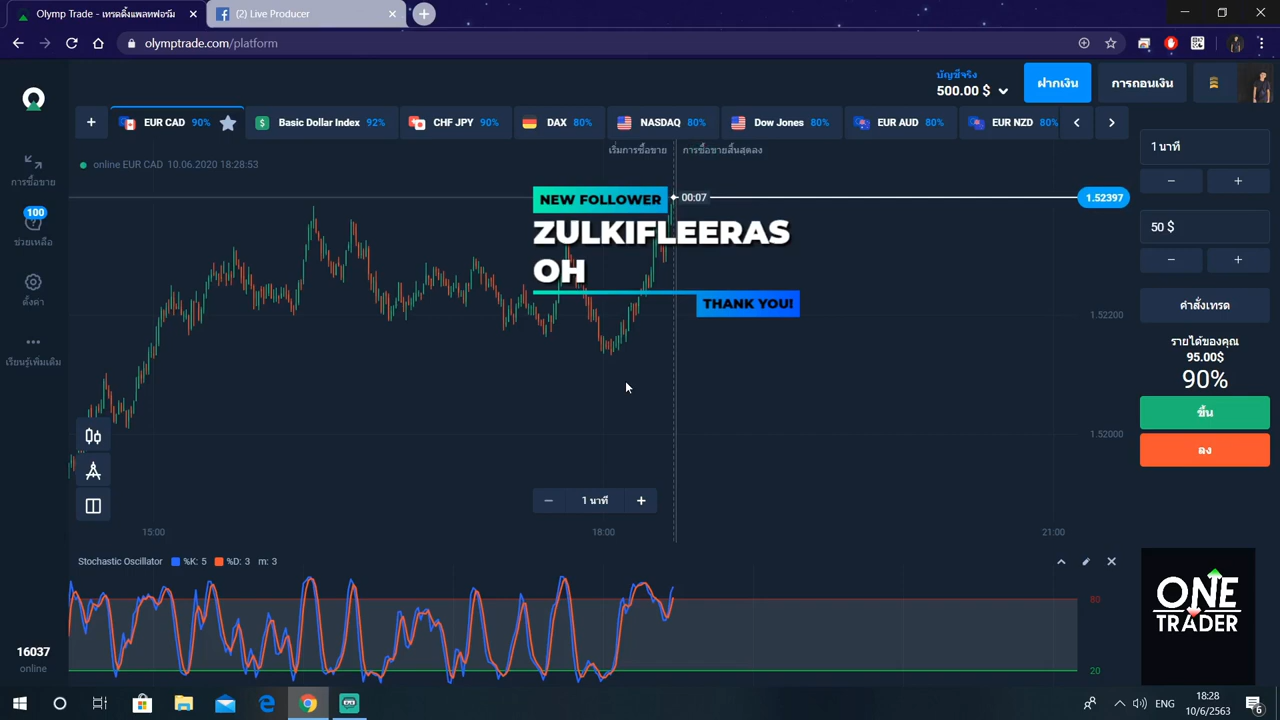 Olymp Trade - เทรดดิ้งแพลทฟอร์ม
(2) Live Producer
olymptrade.com/platform
บัญชีจริง
500.00 $
ฝากเงิน
การถอนเงิน
EUR CAD 90%
Basic Dollar Index 92%
CHF JPY 90%
DAX 80%
NASDAQ 80%
Dow Jones 80%
EUR AUD 80%
EUR NZD 80%
เริ่มการซื้อขาย
การซื้อขายสิ้นสุดลง
online EUR CAD 10.06.2020 18:28:53
การซื้อขาย
100
ช่วยเหลือ
ตั้งค่า
เรียนรู้เพิ่มเติม
NEW FOLLOWER
00:07
ZULKIFLEERAS
OH
THANK YOU!
1.52397
1.52200
1.52000
1 นาที
50 $
คำสั่งเทรด
รายได้ของคุณ
95.00$
90%
ขึ้น
ลง
1 นาที
15:00
18:00
21:00
Stochastic Oscillator %K: 5 %D: 3 m: 3
80
20
ONE
TRADER
16037
online
ENG
18:28
10/6/2563
6